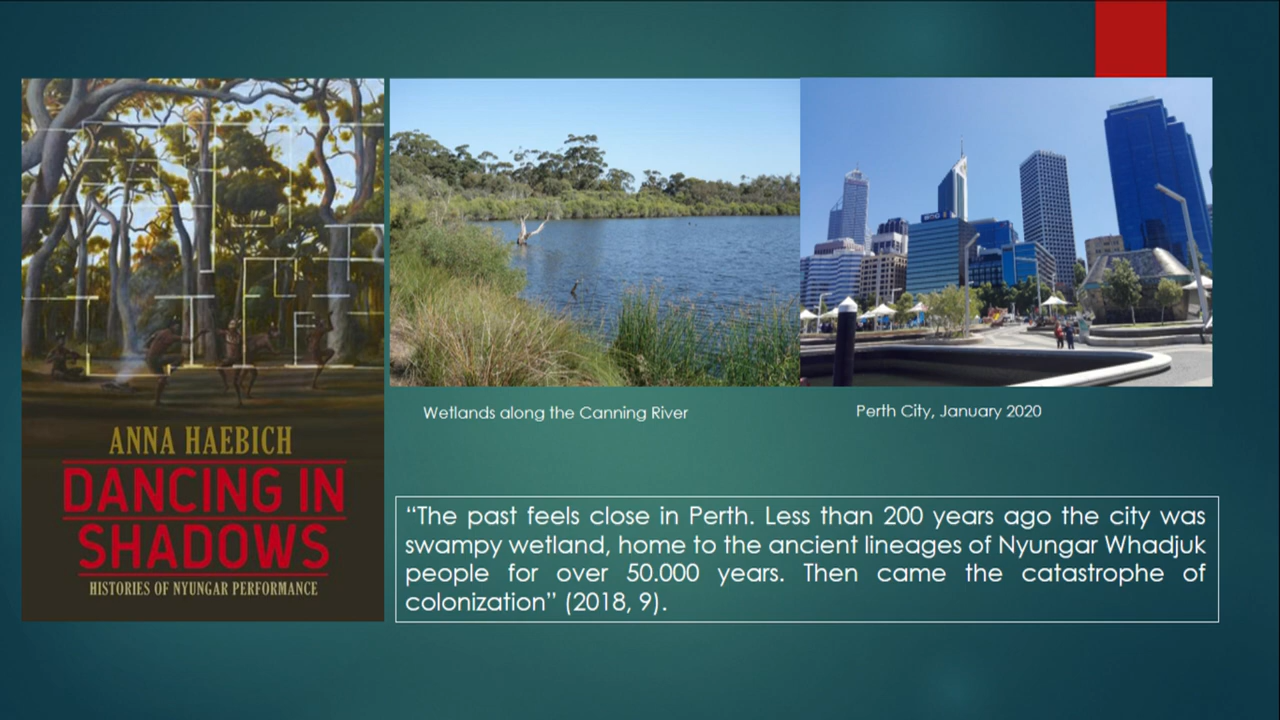 ANNA HAEBICH
DANCING IN
SHADOWS
HISTORIES OF NYUNGAR PERFORMANCE
Wetlands along the Canning River
Perth City, January 2020
“The past feels close in Perth. Less than 200 years ago the city was
swampy wetland, home to the ancient lineages of Nyungar Whadjuk
people for over 50.000 years. Then came the catastrophe of
colonization” (2018, 9).